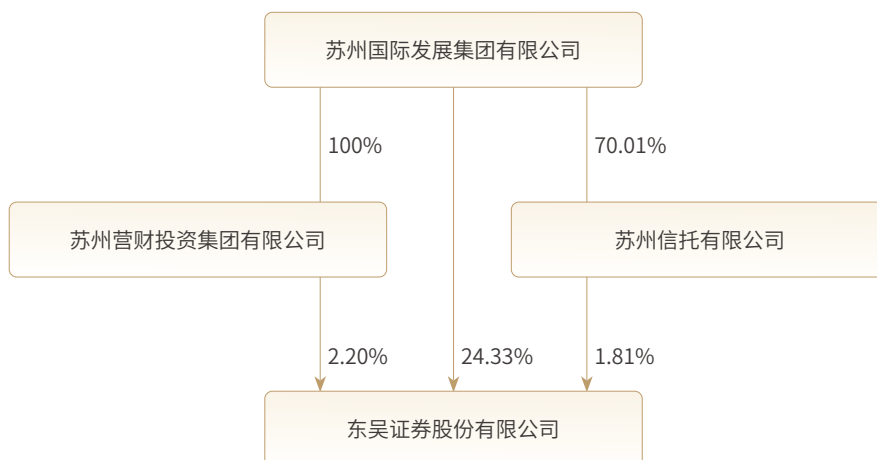 苏州国际发展集团有限公司
100%
70.01%
苏州营财投资集团有限公司
苏州信托有限公司
2.20%
24.33%
1.81%
东吴证券股份有限公司